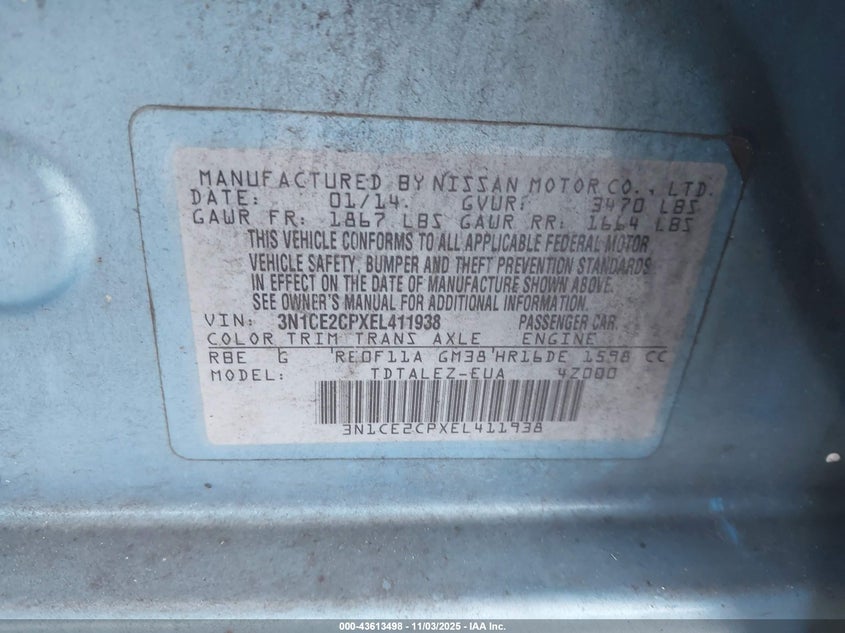 MANUFACTURED BY NISSAN MOTOR CO., LTD.
DATE: 01/14. GVWR: 3470 LBS
GAWR FR: 1867 LBS GAWR RR: 1664 LBS
THIS VEHICLE CONFORMS TO ALL APPLICABLE FEDERAL MOTOR
VEHICLE SAFETY, BUMPER AND THEFT PREVENTION STANDARDS
IN EFFECT ON THE DATE OF MANUFACTURE SHOWN ABOVE.
SEE OWNER'S MANUAL FOR ADDITIONAL INFORMATION.
VIN: 3N1CE2CPXEL411938 PASSENGER CAR.
COLOR TRIM TRANS AXLE ENGINE
RBE G RE0F11A GM38 HR16DE 1598 CC
MODEL: TDTALEZ-EUA 4Z000
3N1CE2CPXEL411938
000-43613498 - 11/03/2025 - IAA Inc.